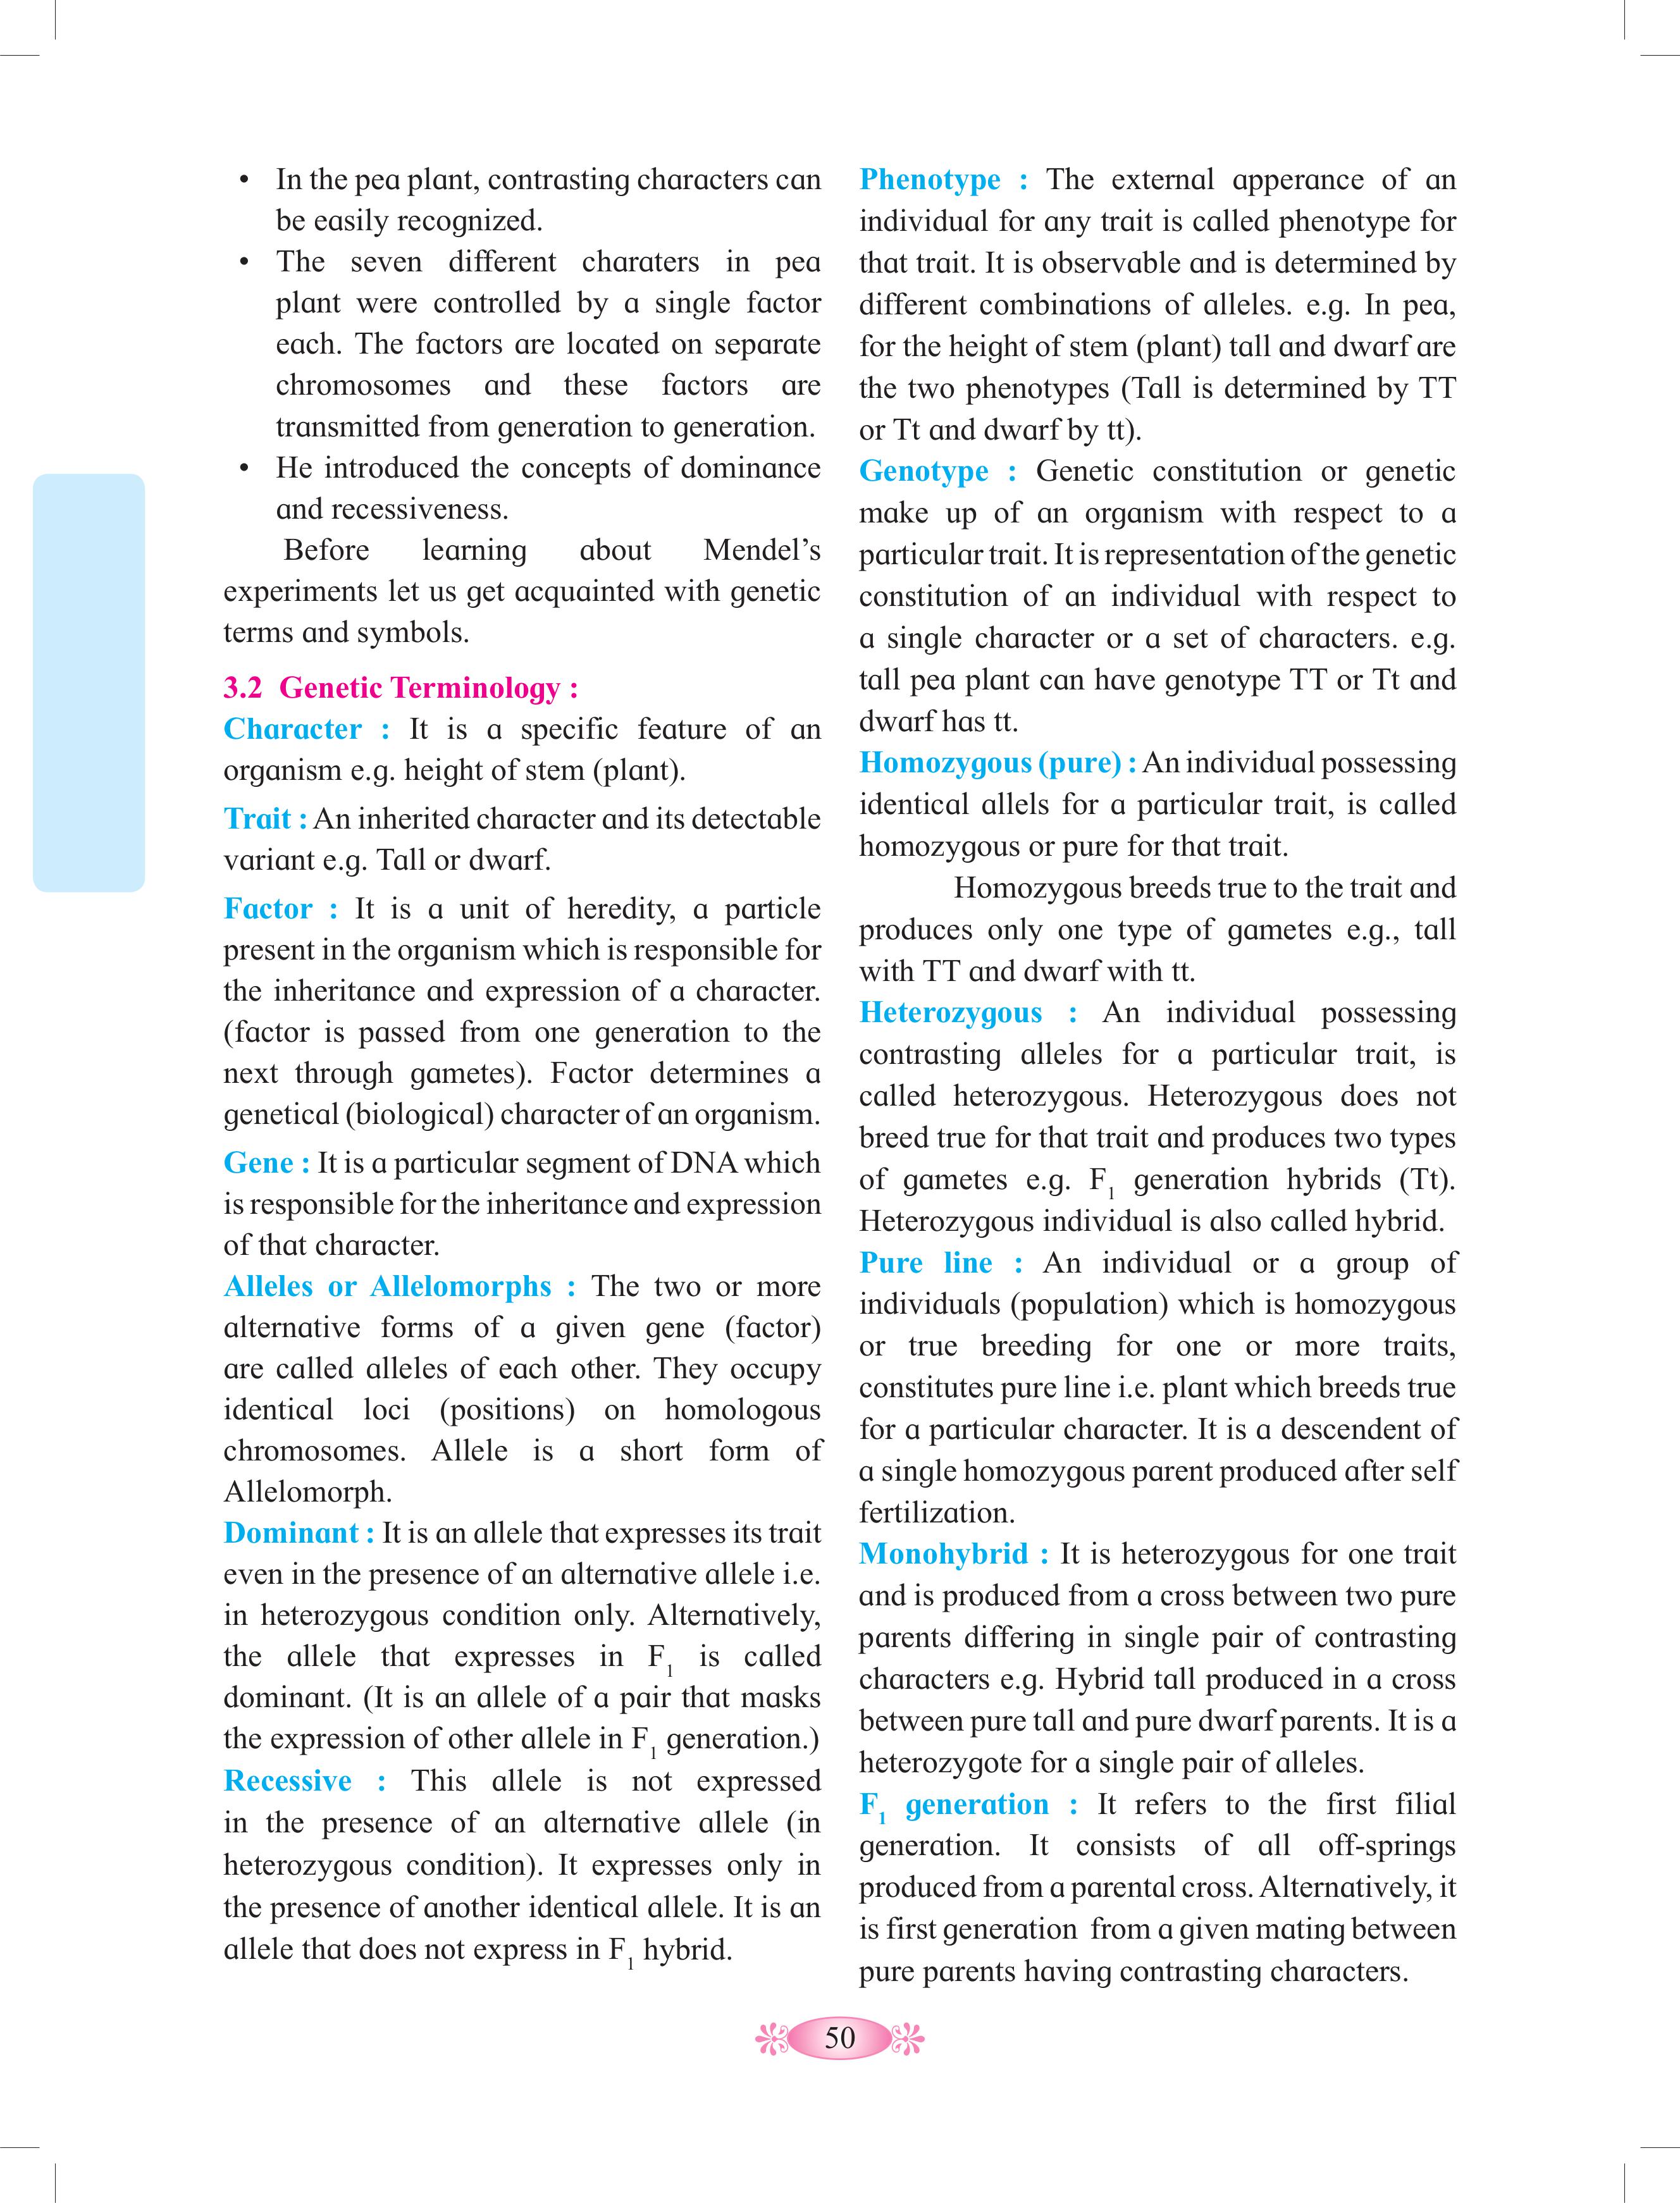 • In the pea plant, contrasting characters can
be easily recognized.
• The seven different charaters in pea
plant were controlled by a single factor
each. The factors are located on separate
chromosomes and these factors are
transmitted from generation to generation.
• He introduced the concepts of dominance
and recessiveness.
Before learning about Mendel’s
experiments let us get acquainted with genetic
terms and symbols.
3.2 Genetic Terminology :
Character : It is a specific feature of an
organism e.g. height of stem (plant).
Trait : An inherited character and its detectable
variant e.g. Tall or dwarf.
Factor : It is a unit of heredity, a particle
present in the organism which is responsible for
the inheritance and expression of a character.
(factor is passed from one generation to the
next through gametes). Factor determines a
genetical (biological) character of an organism.
Gene : It is a particular segment of DNA which
is responsible for the inheritance and expression
of that character.
Alleles or Allelomorphs : The two or more
alternative forms of a given gene (factor)
are called alleles of each other. They occupy
identical loci (positions) on homologous
chromosomes. Allele is a short form of
Allelomorph.
Dominant : It is an allele that expresses its trait
even in the presence of an alternative allele i.e.
in heterozygous condition only. Alternatively,
the allele that expresses in F₁ is called
dominant. (It is an allele of a pair that masks
the expression of other allele in F₁ generation.)
Recessive : This allele is not expressed
in the presence of an alternative allele (in
heterozygous condition). It expresses only in
the presence of another identical allele. It is an
allele that does not express in F₁ hybrid.
Phenotype : The external apperance of an
individual for any trait is called phenotype for
that trait. It is observable and is determined by
different combinations of alleles. e.g. In pea,
for the height of stem (plant) tall and dwarf are
the two phenotypes (Tall is determined by TT
or Tt and dwarf by tt).
Genotype : Genetic constitution or genetic
make up of an organism with respect to a
particular trait. It is representation of the genetic
constitution of an individual with respect to
a single character or a set of characters. e.g.
tall pea plant can have genotype TT or Tt and
dwarf has tt.
Homozygous (pure) : An individual possessing
identical allels for a particular trait, is called
homozygous or pure for that trait.
Homozygous breeds true to the trait and
produces only one type of gametes e.g., tall
with TT and dwarf with tt.
Heterozygous : An individual possessing
contrasting alleles for a particular trait, is
called heterozygous. Heterozygous does not
breed true for that trait and produces two types
of gametes e.g. F₁ generation hybrids (Tt).
Heterozygous individual is also called hybrid.
Pure line : An individual or a group of
individuals (population) which is homozygous
or true breeding for one or more traits,
constitutes pure line i.e. plant which breeds true
for a particular character. It is a descendent of
a single homozygous parent produced after self
fertilization.
Monohybrid : It is heterozygous for one trait
and is produced from a cross between two pure
parents differing in single pair of contrasting
characters e.g. Hybrid tall produced in a cross
between pure tall and pure dwarf parents. It is a
heterozygote for a single pair of alleles.
F₁ generation : It refers to the first filial
generation. It consists of all off-springs
produced from a parental cross. Alternatively, it
is first generation from a given mating between
pure parents having contrasting characters.
50